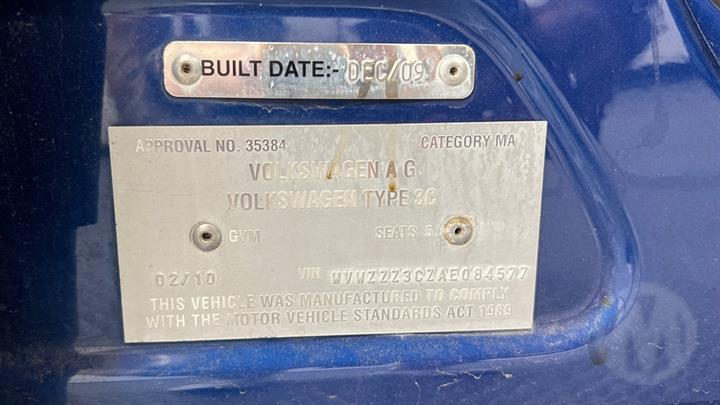 BUILT DATE:- DEC/09
APPROVAL NO. 35384 CATEGORY MA
VOLKSWAGEN AG
VOLKSWAGEN TYPE 3C
GVM SEATS 5
02/10 VIN WVWZZZ3CZAE084577
THIS VEHICLE WAS MANUFACTURED TO COMPLY
WITH THE MOTOR VEHICLE STANDARDS ACT 1989
M